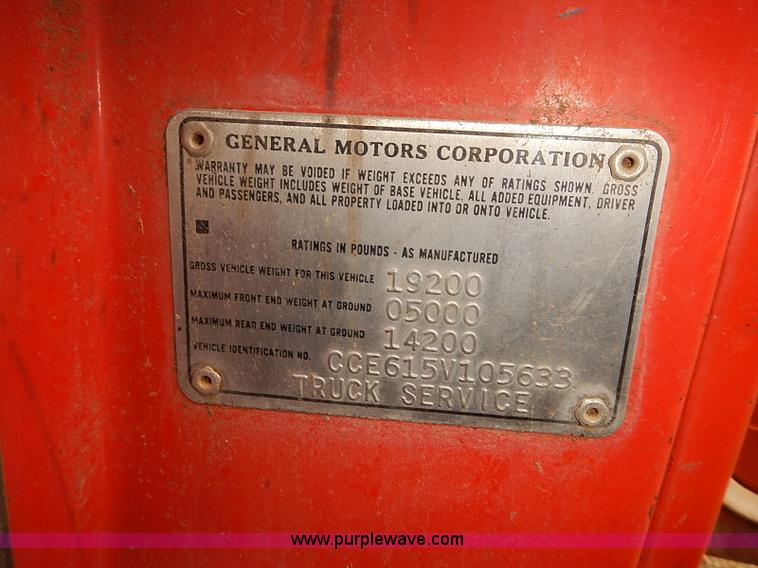 GENERAL MOTORS CORPORATION
WARRANTY MAY BE VOIDED IF WEIGHT EXCEEDS ANY OF RATINGS SHOWN. GROSS
VEHICLE WEIGHT INCLUDES WEIGHT OF BASE VEHICLE, ALL ADDED EQUIPMENT, DRIVER
AND PASSENGERS, AND ALL PROPERTY LOADED INTO OR ONTO VEHICLE.
RATINGS IN POUNDS - AS MANUFACTURED
GROSS VEHICLE WEIGHT FOR THIS VEHICLE 19200
MAXIMUM FRONT END WEIGHT AT GROUND 05000
MAXIMUM REAR END WEIGHT AT GROUND 14200
VEHICLE IDENTIFICATION NO. CCE615V105633
TRUCK SERVICE
www.purplewave.com